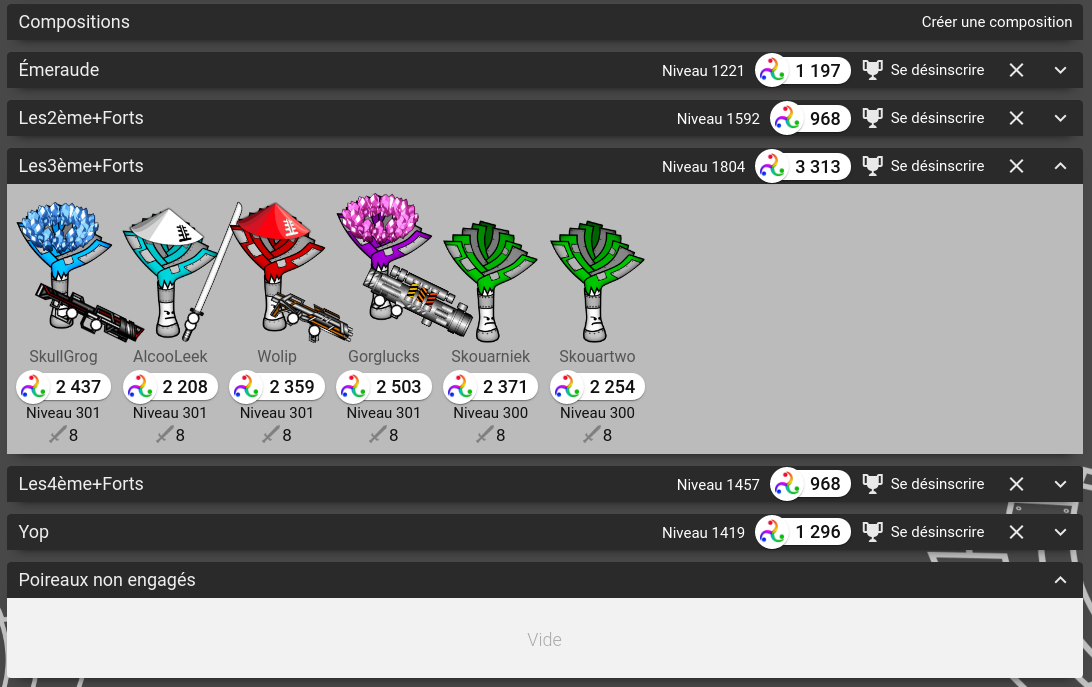 Compositions Créer une composition
Émeraude Niveau 1221 1 197 Se désinscrire
Les2ème+Forts Niveau 1592 968 Se désinscrire
Les3ème+Forts Niveau 1804 3 313 Se désinscrire
SkullGrog AlcooLeek Wolip Gorglucks Skouarniek Skouartwo
2 437 2 208 2 359 2 503 2 371 2 254
Niveau 301 Niveau 301 Niveau 301 Niveau 301 Niveau 300 Niveau 300
8 8 8 8 8 8
Les4ème+Forts Niveau 1457 968 Se désinscrire
Yop Niveau 1419 1 296 Se désinscrire
Poireaux non engagés
Vide